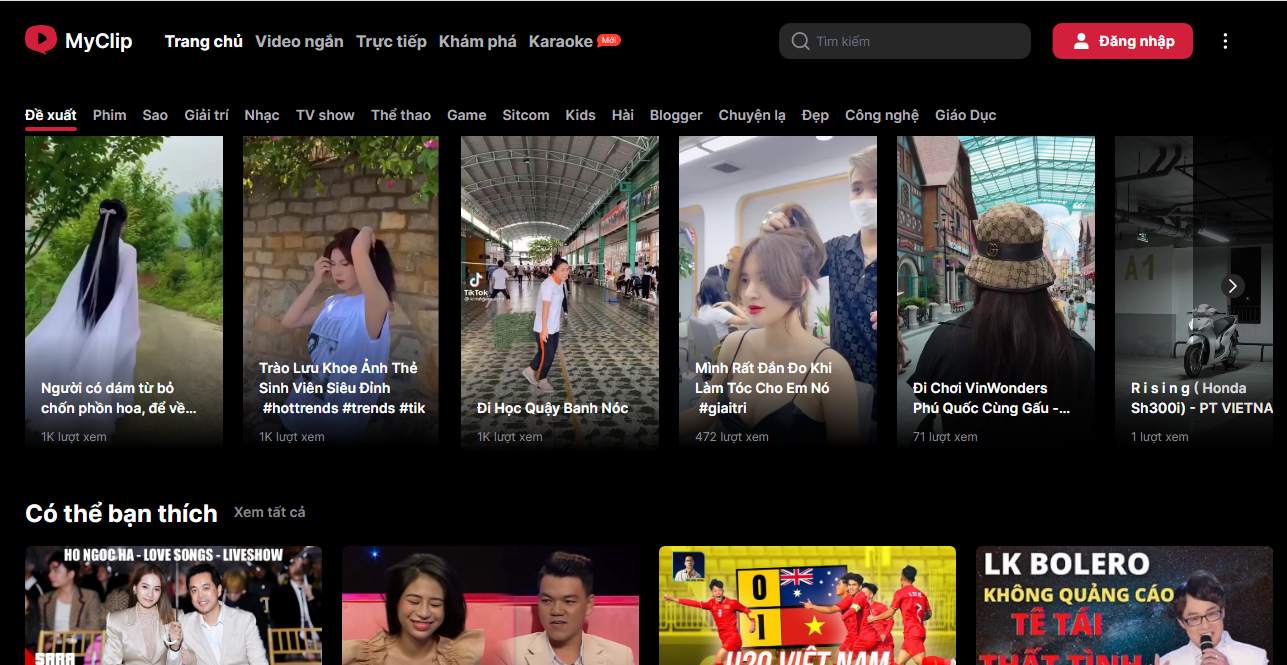 MyClip
Trang chủ
Video ngắn
Trực tiếp
Khám phá
Karaoke
Mới
Tìm kiếm
Đăng nhập
Đề xuất
Phim
Sao
Giải trí
Nhạc
TV show
Thể thao
Game
Sitcom
Kids
Hài
Blogger
Chuyện lạ
Đẹp
Công nghệ
Giáo Dục
Người có dám từ bỏ
chốn phồn hoa, để về...
1K lượt xem
Trào Lưu Khoe Ảnh Thẻ
Sinh Viên Siêu Đỉnh
#hottrends #trends #tik
1K lượt xem
TikTok
Đi Học Quậy Banh Nóc
1K lượt xem
Mình Rất Đắn Đo Khi
Làm Tóc Cho Em Nó
#giaitri
472 lượt xem
Đi Chơi VinWonders
Phú Quốc Cùng Gấu -...
71 lượt xem
A1
R i s i n g ( Honda
Sh300i) - PT VIETNA
1 lượt xem
Có thể bạn thích
Xem tất cả
HO NGOC HA - LOVE SONGS - LIVESHOW
SARA
0
1
U20 VIỆT NAM
LK BOLERO
KHÔNG QUẢNG CÁO
TÊ TÁI
THẤT TÌNH